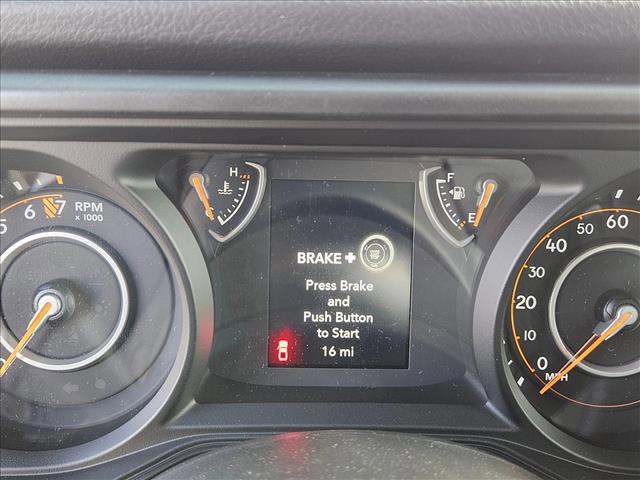 H
F
E
5 6 7 RPM
x 1000
BRAKE +
Press Brake
and
Push Button
to Start
16 mi
60
50
40
30
20
10
0
MPH